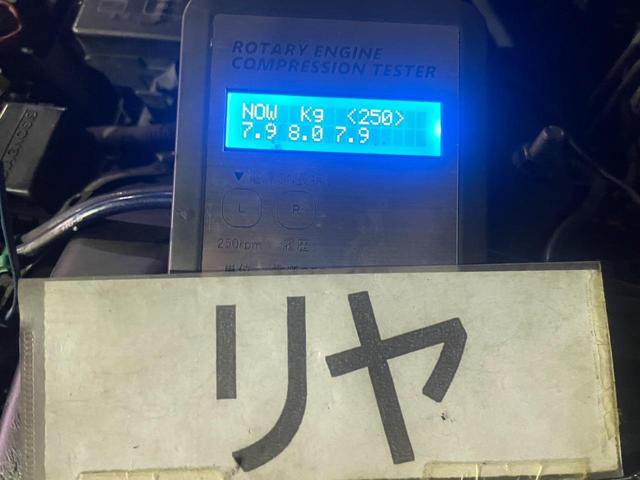 ROTARY ENGINE
COMPRESSION TESTER
NOW Kg <250>
7.9 8.0 7.9
L R
250rpm
リヤ